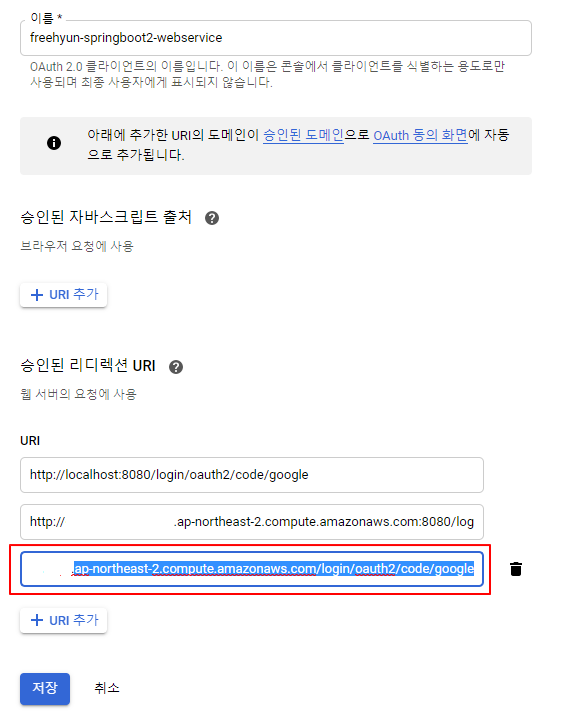 이름 *
freehyun-springboot2-webservice
OAuth 2.0 클라이언트의 이름입니다. 이 이름은 콘솔에서 클라이언트를 식별하는 용도로만
사용되며 최종 사용자에게 표시되지 않습니다.
아래에 추가한 URI의 도메인이 승인된 도메인으로 OAuth 동의 화면에 자동
으로 추가됩니다.
승인된 자바스크립트 출처
브라우저 요청에 사용
+ URI 추가
승인된 리디렉션 URI
웹 서버의 요청에 사용
URI
http://localhost:8080/login/oauth2/code/google
http:// .ap-northeast-2.compute.amazonaws.com:8080/log
.ap-northeast-2.compute.amazonaws.com/login/oauth2/code/google
+ URI 추가
저장 취소